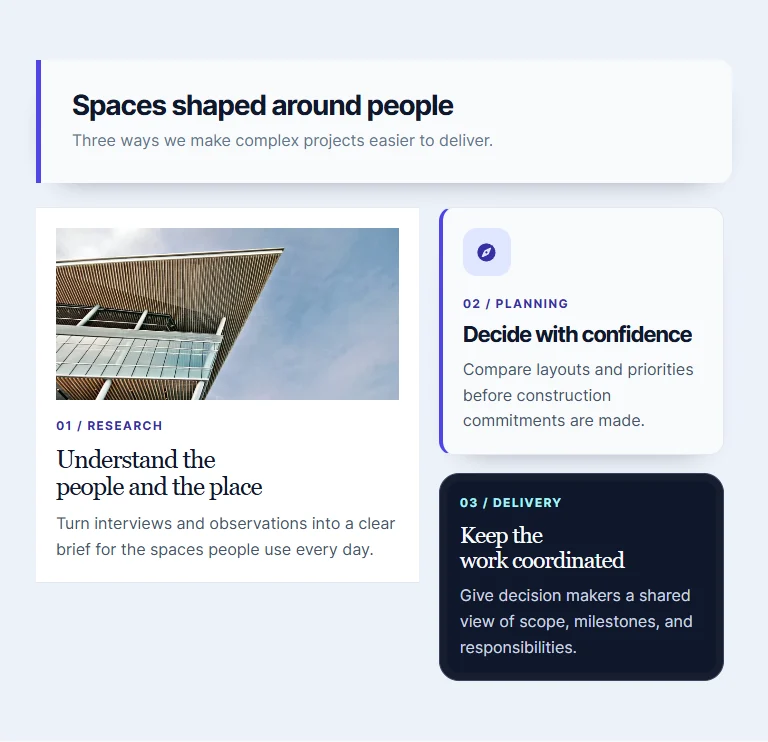 Spaces shaped around people
Three ways we make complex projects easier to deliver.
01 / RESEARCH
Understand the
people and the place
Turn interviews and observations into a clear
brief for the spaces people use every day.
02 / PLANNING
Decide with confidence
Compare layouts and priorities
before construction
commitments are made.
03 / DELIVERY
Keep the
work coordinated
Give decision makers a shared
view of scope, milestones, and
responsibilities.